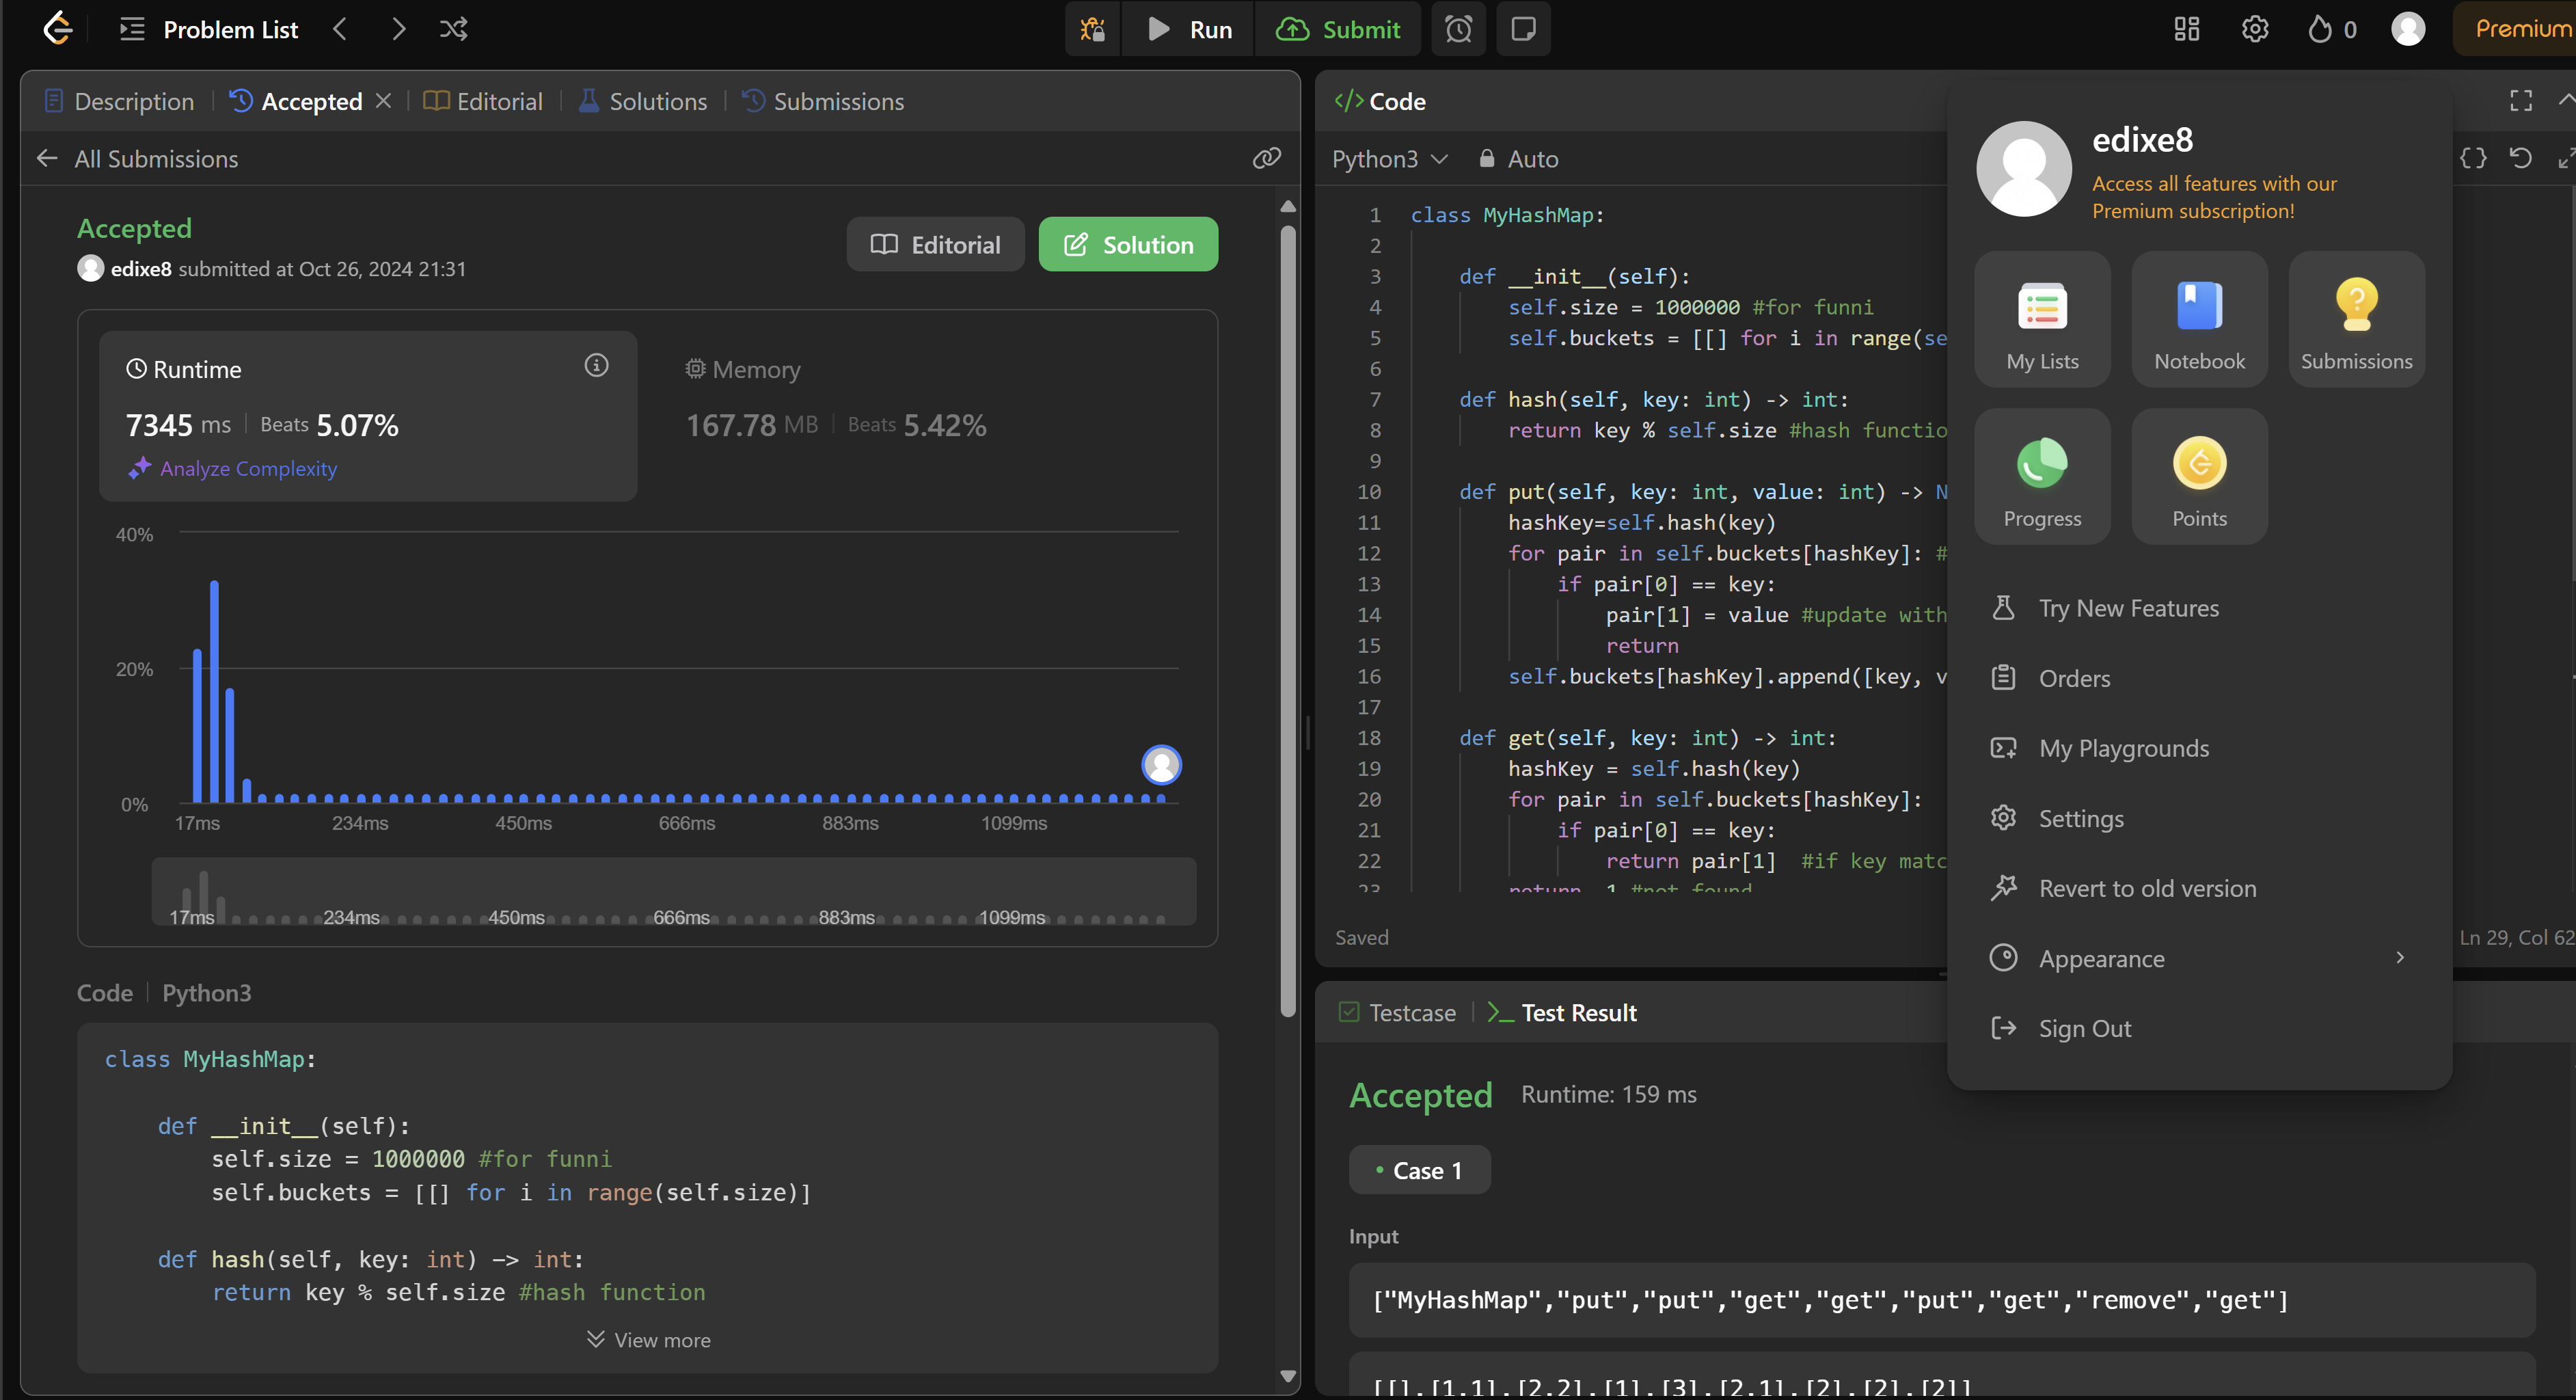 Problem List
Run
Submit
0
Premium
Description
Accepted
Editorial
Solutions
Submissions
All Submissions
Accepted
edixe8 submitted at Oct 26, 2024 21:31
Editorial
Solution
Runtime
7345 ms
Beats 5.07%
Analyze Complexity
Memory
167.78 MB
Beats 5.42%
40%
20%
0%
17ms 234ms 450ms 666ms 883ms 1099ms
17ms 234ms 450ms 666ms 883ms 1099ms
Code
Python3
class MyHashMap:
def __init__(self):
self.size = 1000000 #for funni
self.buckets = [[] for i in range(self.size)]
def hash(self, key: int) -> int:
return key % self.size #hash function
View more
Code
Python3
Auto
1 class MyHashMap:
2
3 def __init__(self):
4 self.size = 1000000 #for funni
5 self.buckets = [[] for i in range(se
6
7 def hash(self, key: int) -> int:
8 return key % self.size #hash functio
9
10 def put(self, key: int, value: int) -> N
11 hashKey=self.hash(key)
12 for pair in self.buckets[hashKey]: #
13 if pair[0] == key:
14 pair[1] = value #update with
15 return
16 self.buckets[hashKey].append([key, v
17
18 def get(self, key: int) -> int:
19 hashKey = self.hash(key)
20 for pair in self.buckets[hashKey]:
21 if pair[0] == key:
22 return pair[1] #if key matc
23 return -1 #not found
Saved
Ln 29, Col 62
edixe8
Access all features with our
Premium subscription!
My Lists
Notebook
Submissions
Progress
Points
Try New Features
Orders
My Playgrounds
Settings
Revert to old version
Appearance
Sign Out
Testcase
Test Result
Accepted
Runtime: 159 ms
Case 1
Input
["MyHashMap","put","put","get","get","put","get","remove","get"]
[[],[1,1],[2,2],[1],[3],[2,1],[2],[2],[2]]